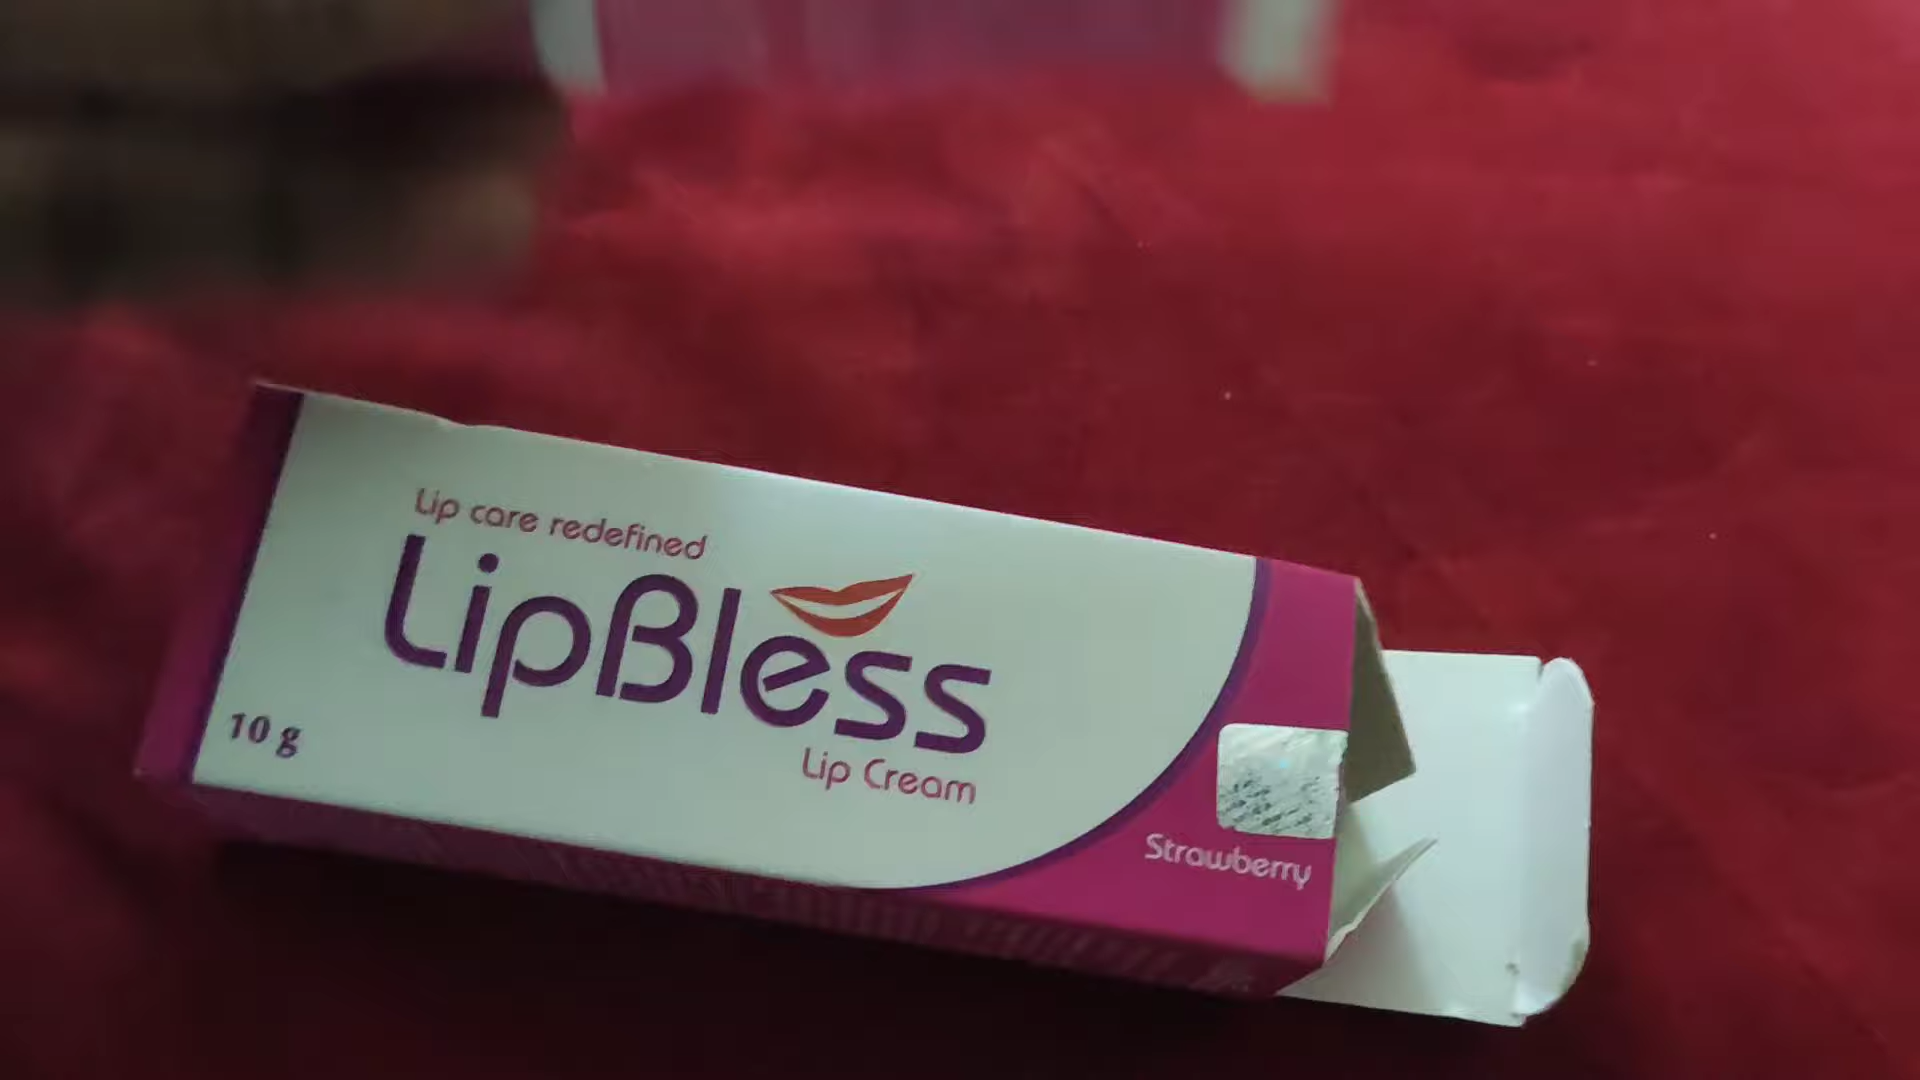 Lip care redefined
LipBless
Lip Cream
10 g
Strawberry